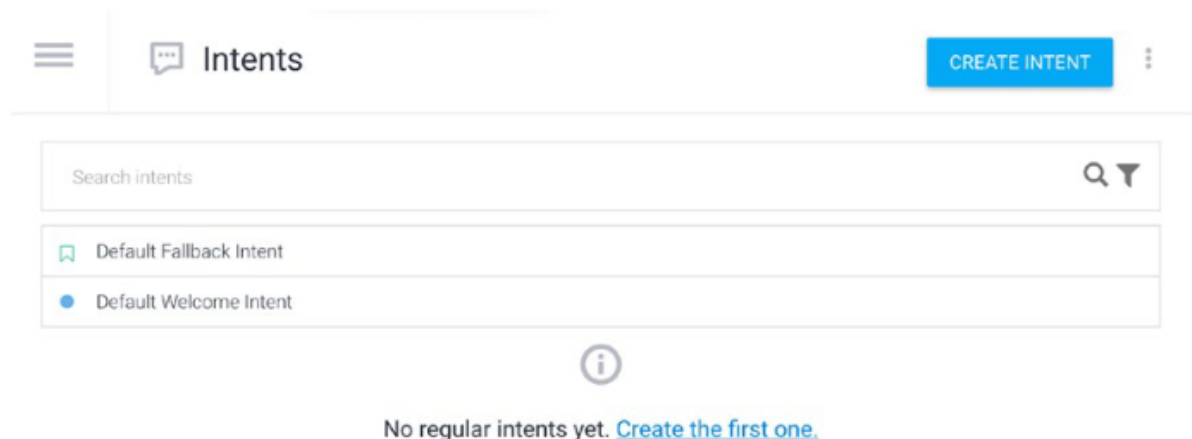 Intents
CREATE INTENT
Search intents
Default Fallback Intent
Default Welcome Intent
No regular intents yet. Create the first one.